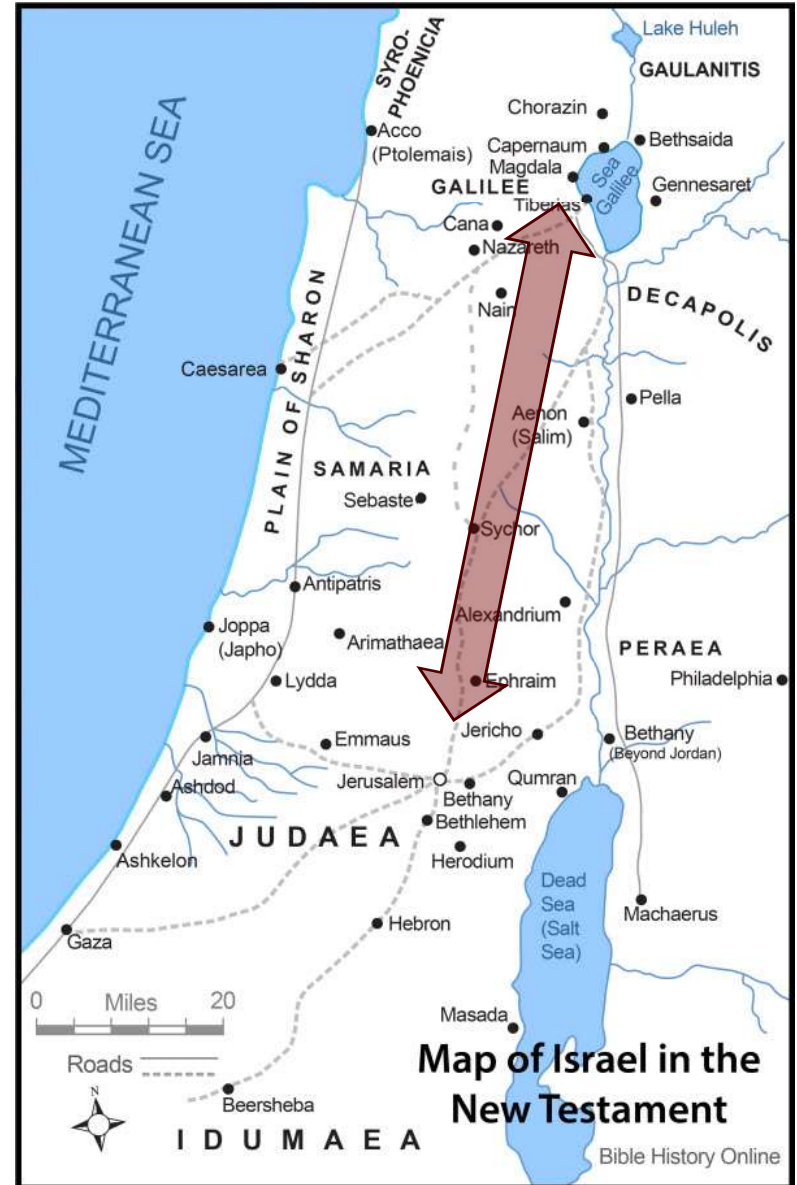 Lake Huleh
SYRO-
PHOENICIA
GAULANITIS
Chorazin
Acco
(Ptolemais)
Capernaum
Bethsaida
Magdala
Sea
Galilee
GALILEE
Gennesaret
Tiberias
Cana
Nazareth
MEDITERRANEAN SEA
Nain
DECAPOLIS
PLAIN OF SHARON
Caesarea
Pella
Aenon
(Salim)
SAMARIA
Sebaste
Sychor
Antipatris
Alexandrium
Joppa
(Japho)
Arimathaea
PERAEA
Lydda
Ephraim
Philadelphia
Jericho
Bethany
(Beyond Jordan)
Emmaus
Jamnia
Jerusalem
Qumran
Ashdod
Bethany
Bethlehem
JUDAEA
Ashkelon
Herodium
Dead
Sea
(Salt
Sea)
Machaerus
Hebron
Gaza
0 Miles 20
Masada
Roads
Map of Israel in the
New Testament
N
Beersheba
IDUMAEA
Bible History Online